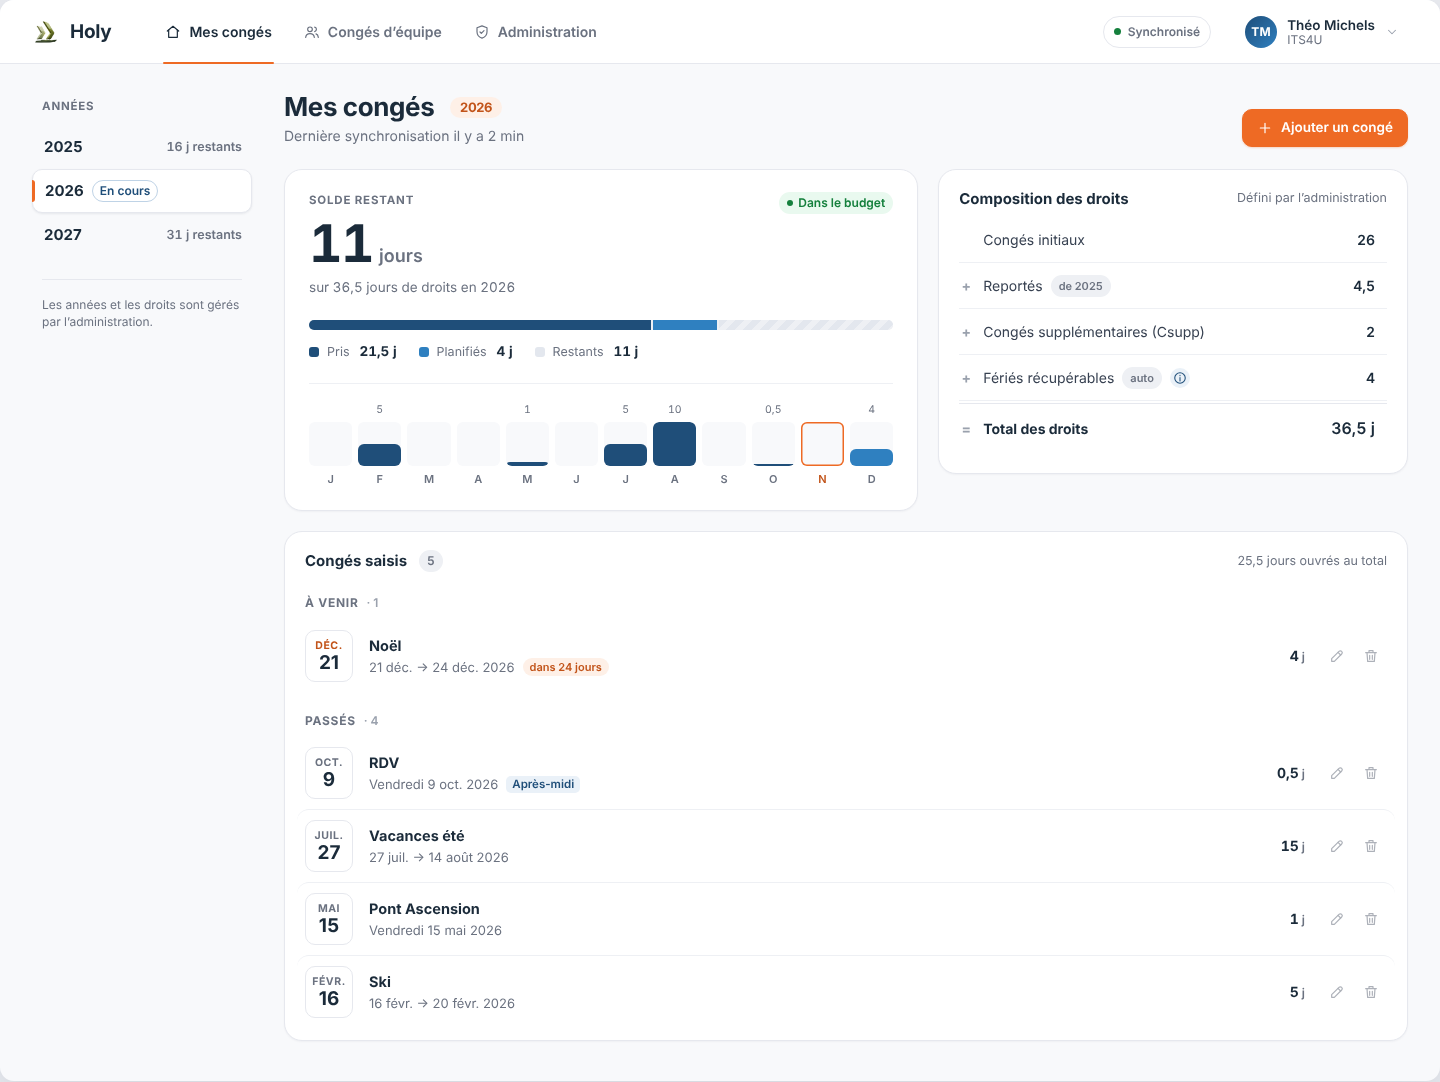 Holy
Mes congés
Congés d'équipe
Administration
Synchronisé
TM
Théo Michels
ITS4U
ANNÉES
2025 16 j restants
2026 En cours
2027 31 j restants
Les années et les droits sont gérés
par l'administration.
Mes congés 2026
Dernière synchronisation il y a 2 min
+ Ajouter un congé
SOLDE RESTANT
Dans le budget
11 jours
sur 36,5 jours de droits en 2026
Pris 21,5 j Planifiés 4 j Restants 11 j
5 1 5 10 0,5 4
J F M A M J J A S O N D
Composition des droits Défini par l'administration
Congés initiaux 26
+ Reportés de 2025 4,5
+ Congés supplémentaires (Csupp) 2
+ Fériés récupérables auto 4
= Total des droits 36,5 j
Congés saisis 5 25,5 jours ouvrés au total
À VENIR · 1
DÉC.
21
Noël
21 déc. → 24 déc. 2026 dans 24 jours
4 j
PASSÉS · 4
OCT.
9
RDV
Vendredi 9 oct. 2026 Après-midi
0,5 j
JUIL.
27
Vacances été
27 juil. → 14 août 2026
15 j
MAI
15
Pont Ascension
Vendredi 15 mai 2026
1 j
FÉVR.
16
Ski
16 févr. → 20 févr. 2026
5 j